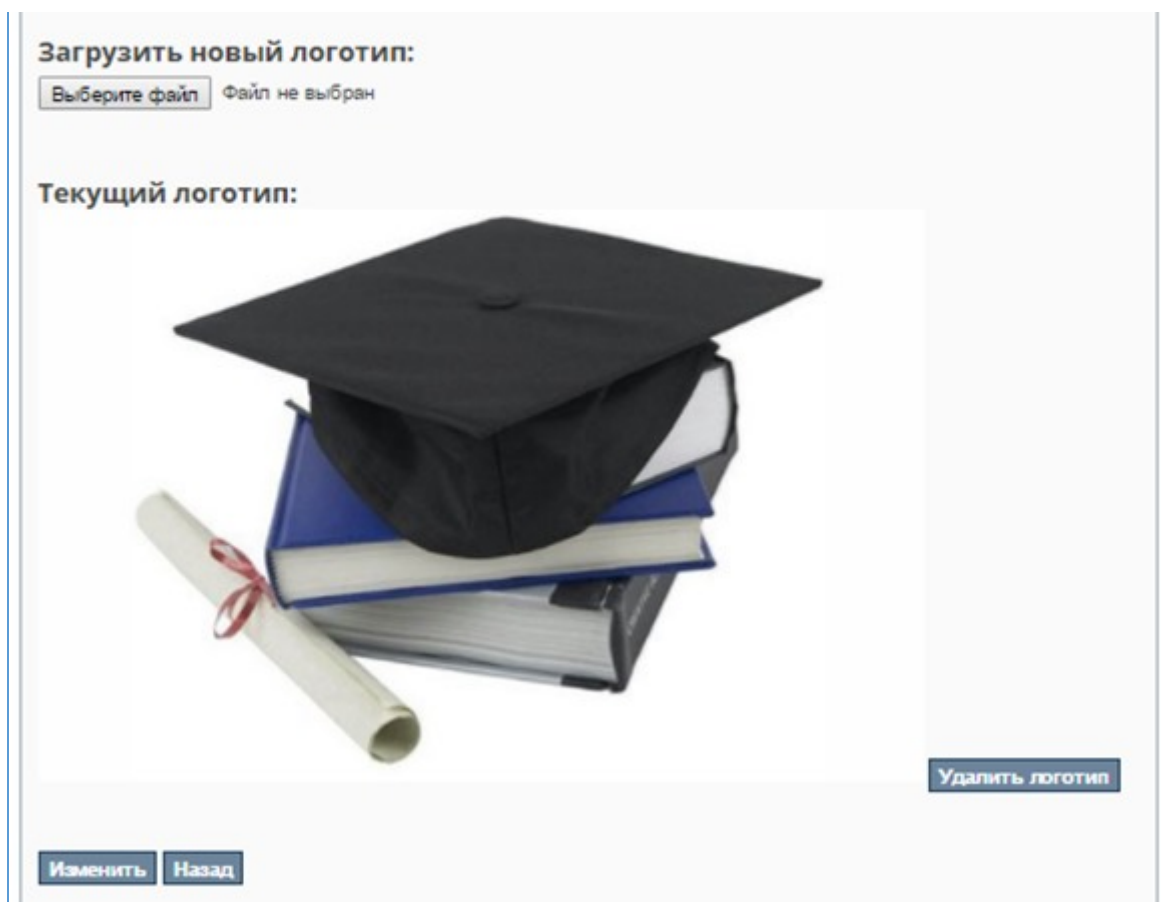 Загрузить новый логотип:
Выберите файл Файл не выбран
Текущий логотип:
Удалить логотип
Изменить Назад